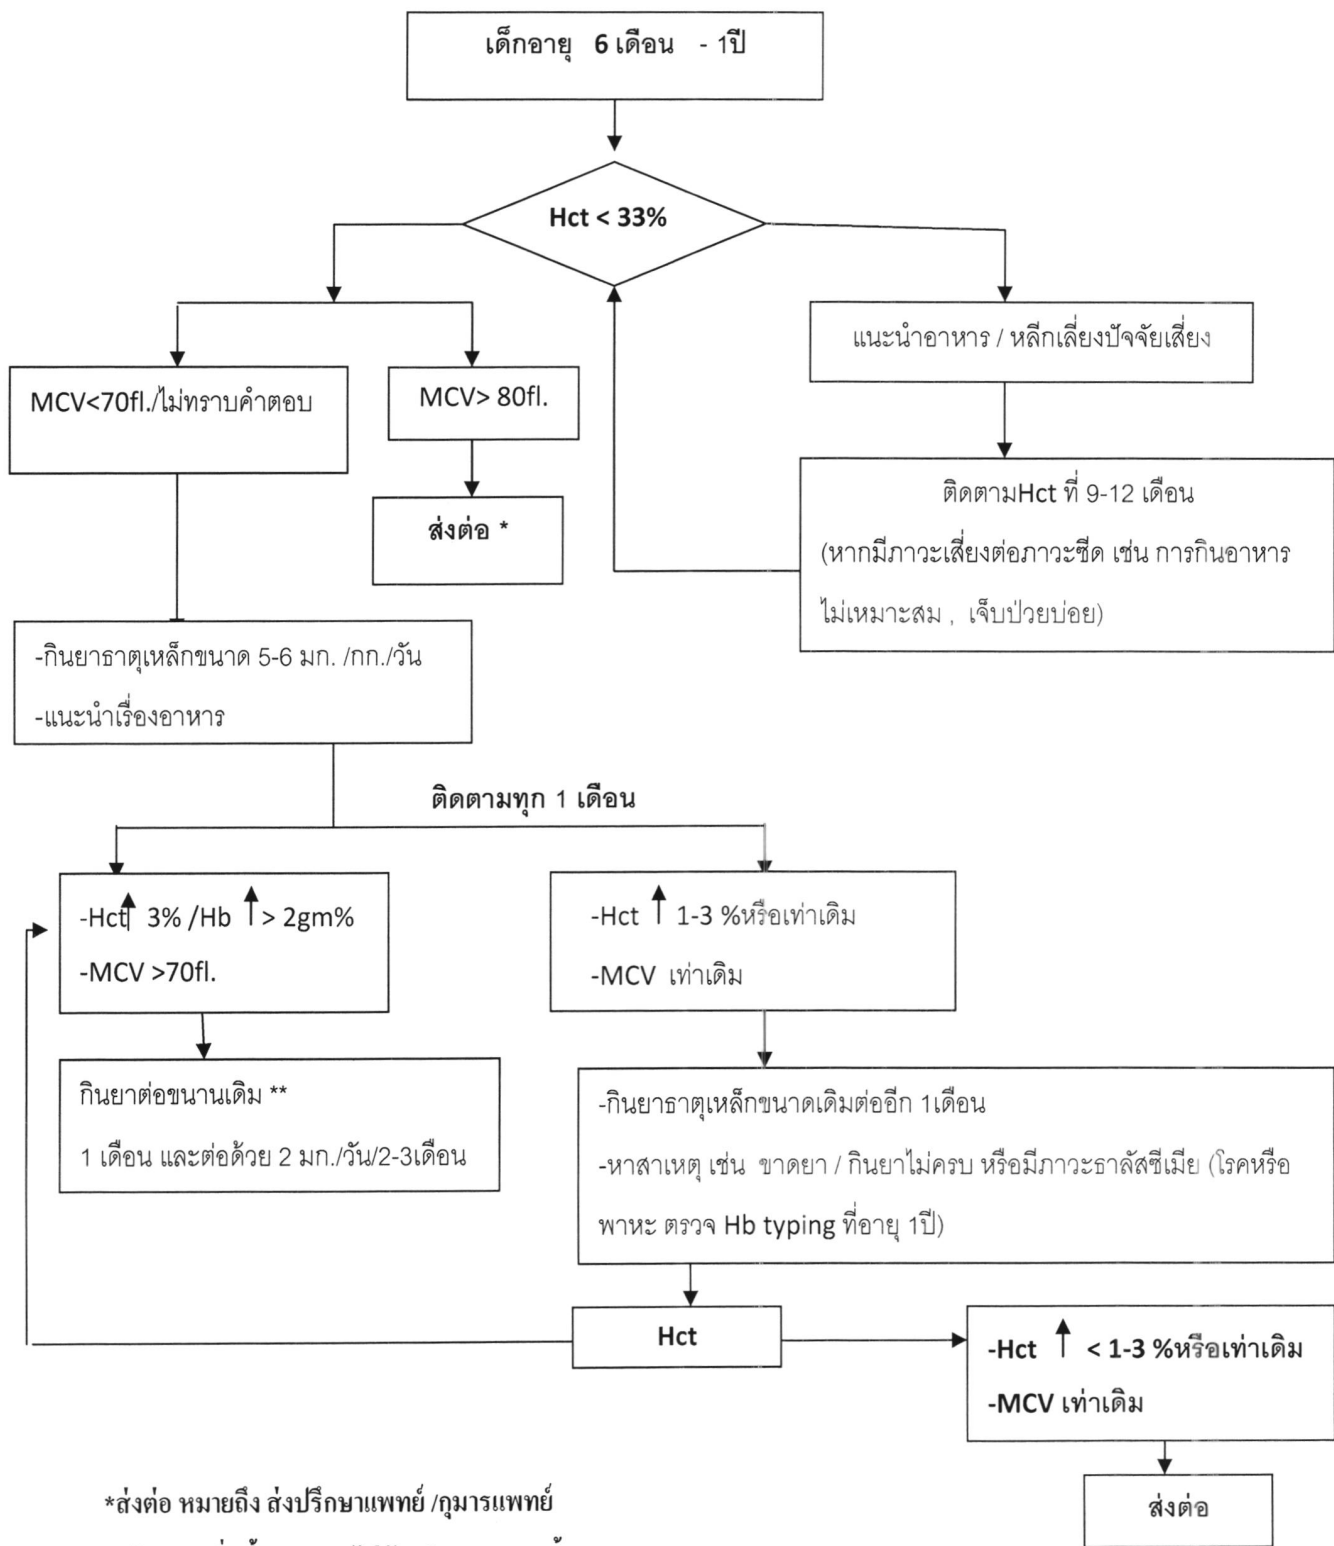 เด็กอายุ 6 เดือน - 1ปี
Hct < 33%
แนะนำอาหาร / หลีกเลี่ยงปัจจัยเสี่ยง
MCV<70fl./ไม่ทราบคำตอบ
MCV> 80fl.
ส่งต่อ *
ติดตามHct ที่ 9-12 เดือน
(หากมีภาวะเสี่ยงต่อภาวะซีด เช่น การกินอาหาร
ไม่เหมาะสม , เจ็บป่วยบ่อย)
-กินยาธาตุเหล็กขนาด 5-6 มก. /กก./วัน
-แนะนำเรื่องอาหาร
ติดตามทุก 1 เดือน
-Hct ↑ 3% /Hb ↑ > 2gm%
-MCV >70fl.
-Hct ↑ 1-3 %หรือเท่าเดิม
-MCV เท่าเดิม
กินยาต่อขนานเดิม **
1 เดือน และต่อด้วย 2 มก./วัน/2-3เดือน
-กินยาธาตุเหล็กขนาดเดิมต่ออีก 1เดือน
-หาสาเหตุ เช่น ขาดยา / กินยาไม่ครบ หรือมีภาวะธาลัสซีเมีย (โรคหรือ
พาหะ ตรวจ Hb typing ที่อายุ 1ปี)
Hct
-Hct ↑ < 1-3 %หรือเท่าเดิม
-MCV เท่าเดิม
ส่งต่อ
*ส่งต่อ หมายถึง ส่งปรึกษาแพทย์ /กุมารแพทย์